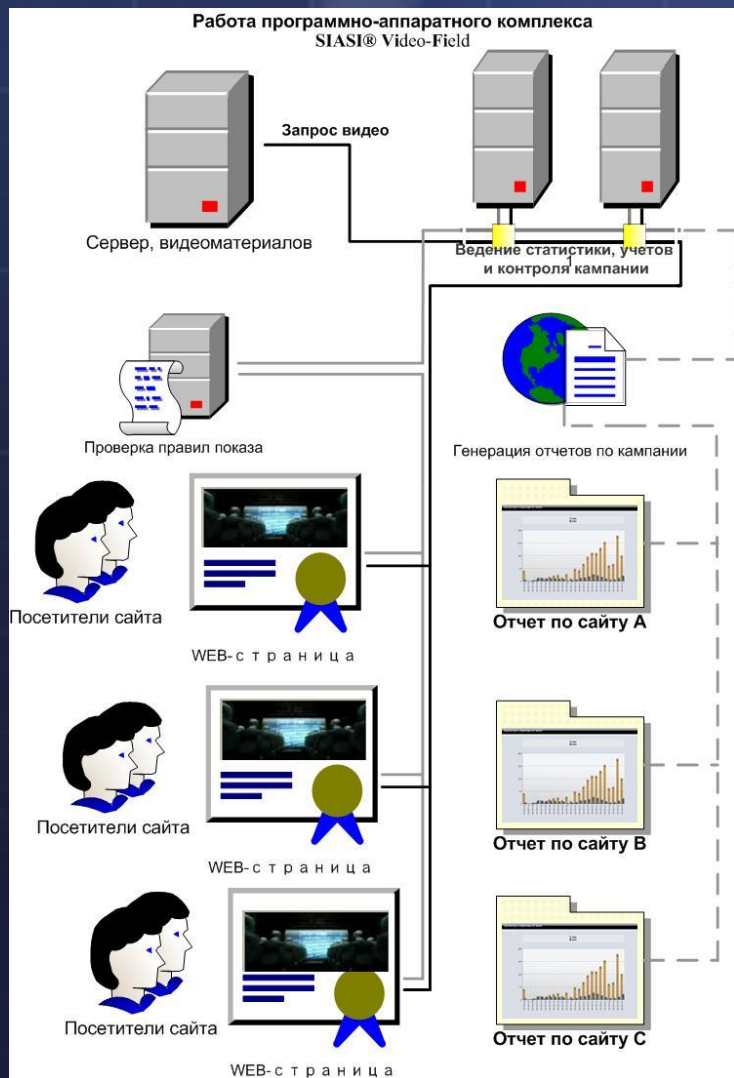 Работа программно-аппаратного комплекса
SIASI® Video-Field
Запрос видео
Сервер, видеоматериалов
Ведение статистики, учетов
1
и контроля кампании
Проверка правил показа
Генерация отчетов по кампании
Посетители сайта
WEB-страница
Отчет по сайту A
Посетители сайта
WEB-страница
Отчет по сайту B
Посетители сайта
WEB-страница
Отчет по сайту C